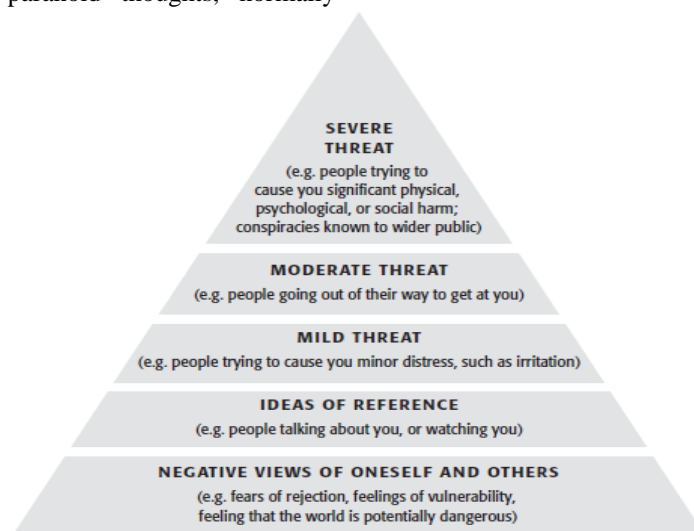 paranoid thoughts, normally
SEVERE
THREAT
(e.g. people trying to
cause you significant physical,
psychological, or social harm;
conspiracies known to wider public)
MODERATE THREAT
(e.g. people going out of their way to get at you)
MILD THREAT
(e.g. people trying to cause you minor distress, such as irritation)
IDEAS OF REFERENCE
(e.g. people talking about you, or watching you)
NEGATIVE VIEWS OF ONESELF AND OTHERS
(e.g. fears of rejection, feelings of vulnerability,
feeling that the world is potentially dangerous)